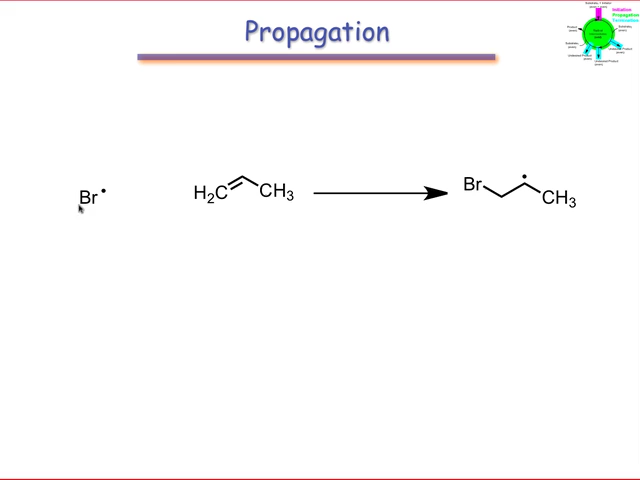 Propagation
Initiation
Propagation
Termination
Br•
H₂C CH₃
Br • CH₃